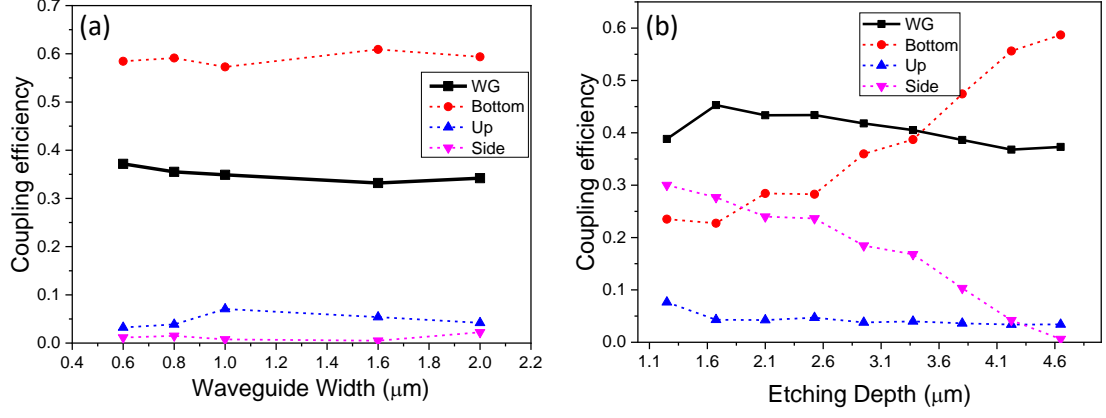 (a)
0.7
0.6
0.5
0.4
0.3
0.2
0.1
0.0
Coupling efficiency
WG
Bottom
Up
Side
0.4 0.6 0.8 1.0 1.2 1.4 1.6 1.8 2.0 2.2
Waveguide Width (μm)
(b)
0.6
0.5
0.4
0.3
0.2
0.1
0.0
Coupling efficiency
WG
Bottom
Up
Side
1.1 1.6 2.1 2.6 3.1 3.6 4.1 4.6
Etching Depth (μm)